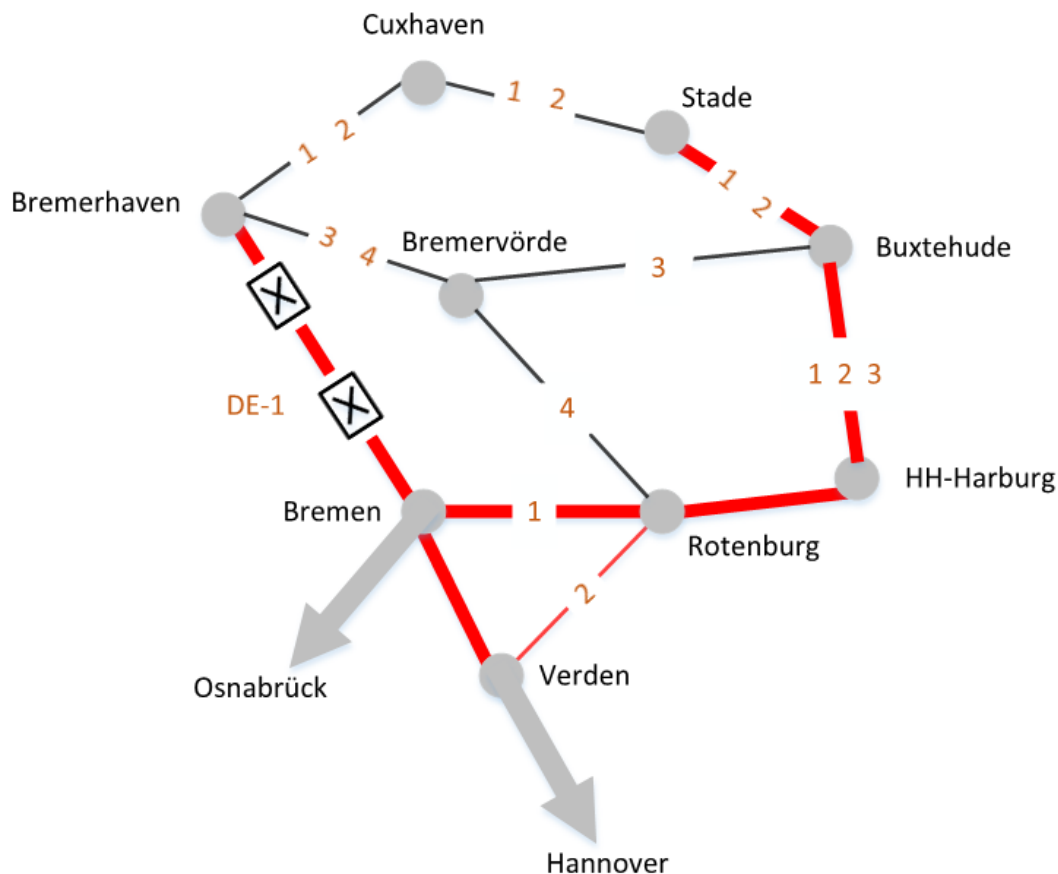 Cuxhaven
1 2
Stade
1 2
1 2
Bremerhaven
3 4
Bremervörde
3
Buxtehude
1 2 3
DE-1
4
HH-Harburg
Bremen
1
Rotenburg
2
Verden
Osnabrück
Hannover